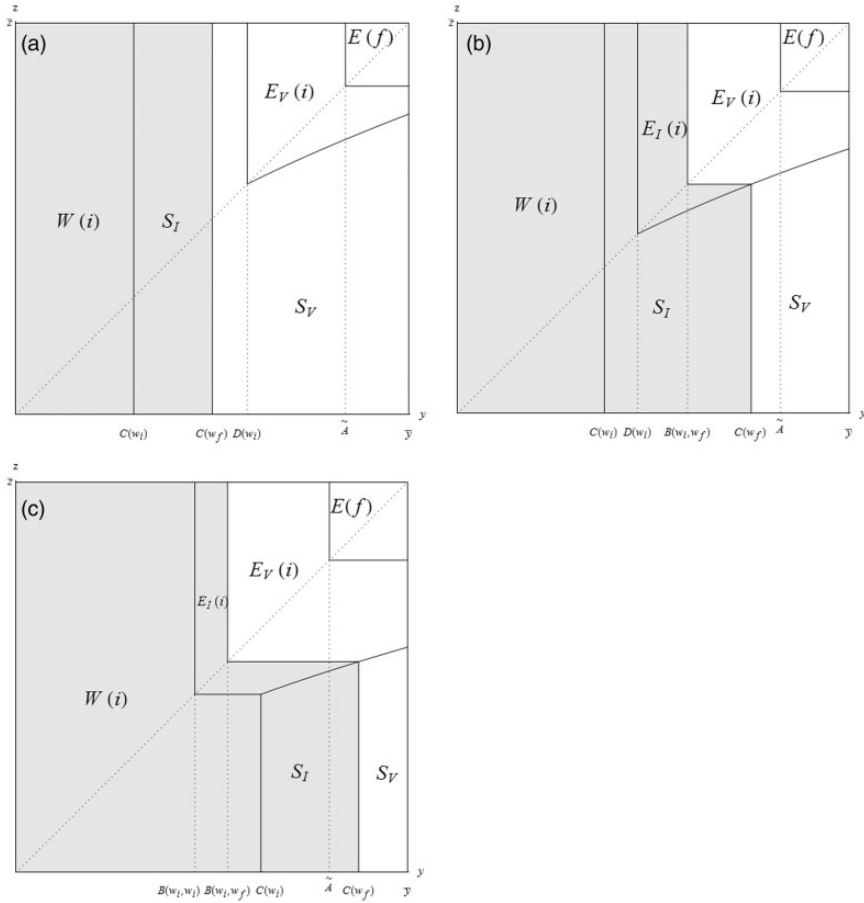 z
z̄
(a)
E (f)
E_V (i)
W (i)
S_I
S_V
y
C(w_i)
C(w_f)
D(w_i)
Ã
ȳ
z
z̄
(b)
E(f)
E_V (i)
E_I (i)
W (i)
S_I
S_V
y
C(w_i)
D(w_i)
B(w_i, w_f)
C(w_f)
Ã
ȳ
z
z̄
(c)
E(f)
E_V (i)
E_I (i)
W (i)
S_I
S_V
y
B(w_i, w_i)
B(w_i, w_f)
C(w_i)
Ã
C(w_f)
ȳ